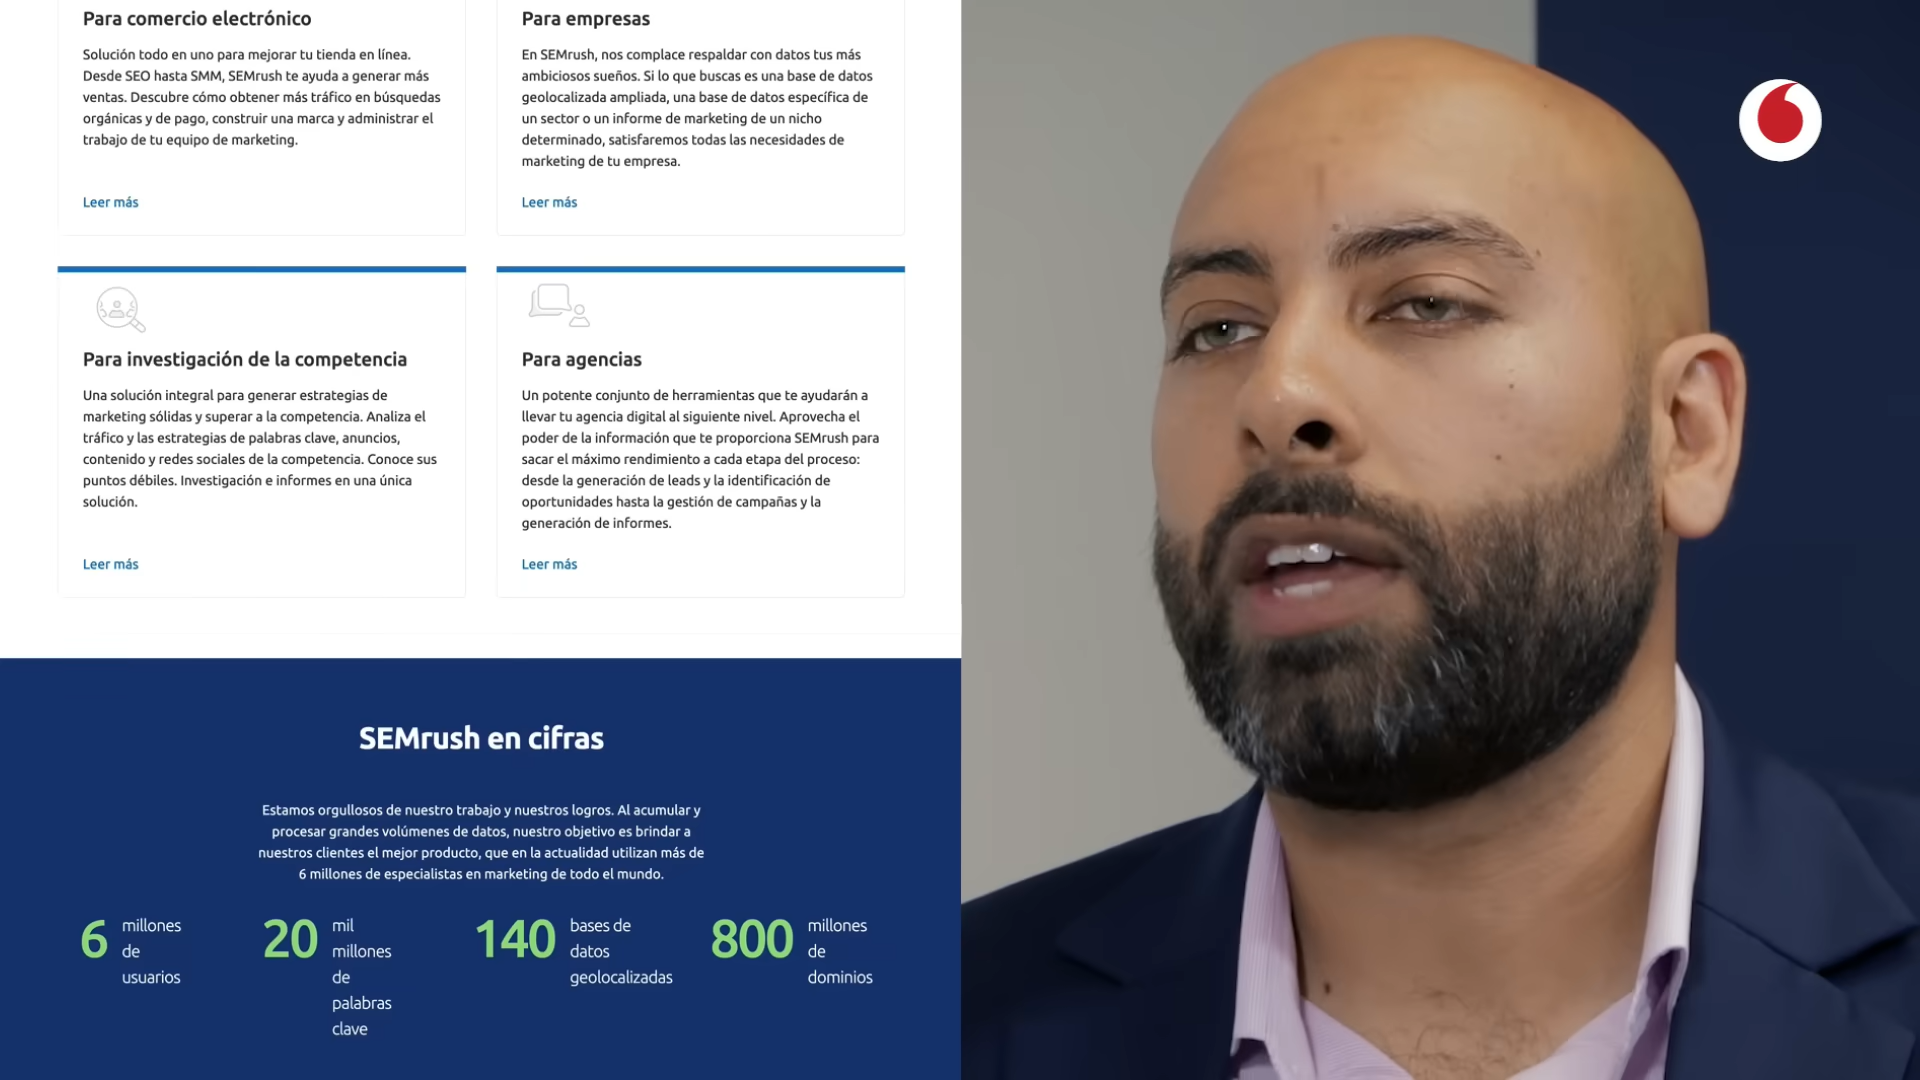 Para comercio electrónico
Solución todo en uno para mejorar tu tienda en línea.
Desde SEO hasta SMM, SEMrush te ayuda a generar más
ventas. Descubre cómo obtener más tráfico en búsquedas
orgánicas y de pago, construir una marca y administrar el
trabajo de tu equipo de marketing.
Leer más
Para empresas
En SEMrush, nos complace respaldar con datos tus más
ambiciosos sueños. Si lo que buscas es una base de datos
geolocalizada ampliada, una base de datos específica de
un sector o un informe de marketing de un nicho
determinado, satisfaremos todas las necesidades de
marketing de tu empresa.
Leer más
Para investigación de la competencia
Una solución integral para generar estrategias de
marketing sólidas y superar a la competencia. Analiza el
tráfico y las estrategias de palabras clave, anuncios,
contenido y redes sociales de la competencia. Conoce sus
puntos débiles. Investigación e informes en una única
solución.
Leer más
Para agencias
Un potente conjunto de herramientas que te ayudarán a
llevar tu agencia digital al siguiente nivel. Aprovecha el
poder de la información que te proporciona SEMrush para
sacar el máximo rendimiento a cada etapa del proceso:
desde la generación de leads y la identificación de
oportunidades hasta la gestión de campañas y la
generación de informes.
Leer más
SEMrush en cifras
Estamos orgullosos de nuestro trabajo y nuestros logros. Al acumular y
procesar grandes volúmenes de datos, nuestro objetivo es brindar a
nuestros clientes el mejor producto, que en la actualidad utilizan más de
6 millones de especialistas en marketing de todo el mundo.
6
millones
de
usuarios
20
mil
millones
de
palabras
clave
140
bases de
datos
geolocalizadas
800
millones
de
dominios